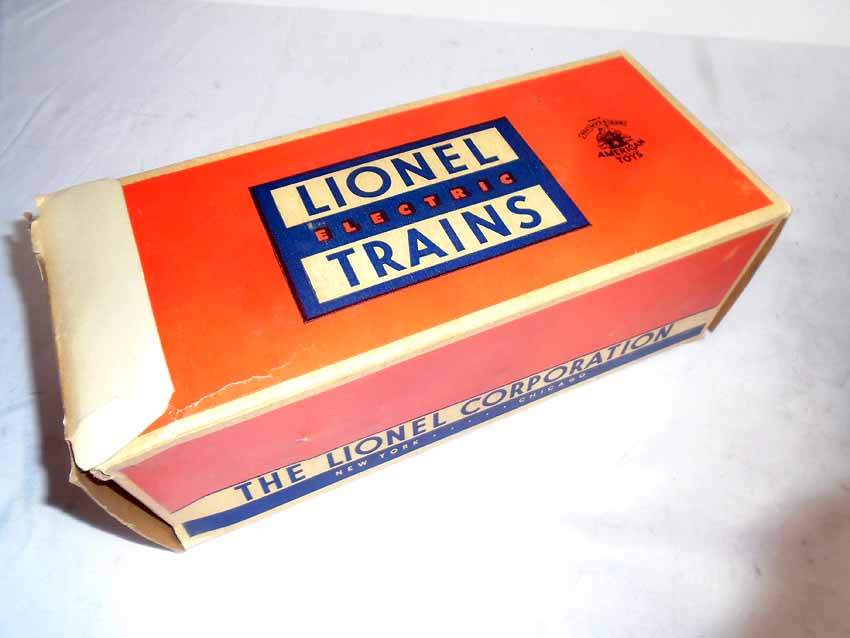 LIONEL
ELECTRIC
TRAINS
AMERICAN
TOYS
THE LIONEL CORPORATION
NEW YORK . . . . . CHICAGO